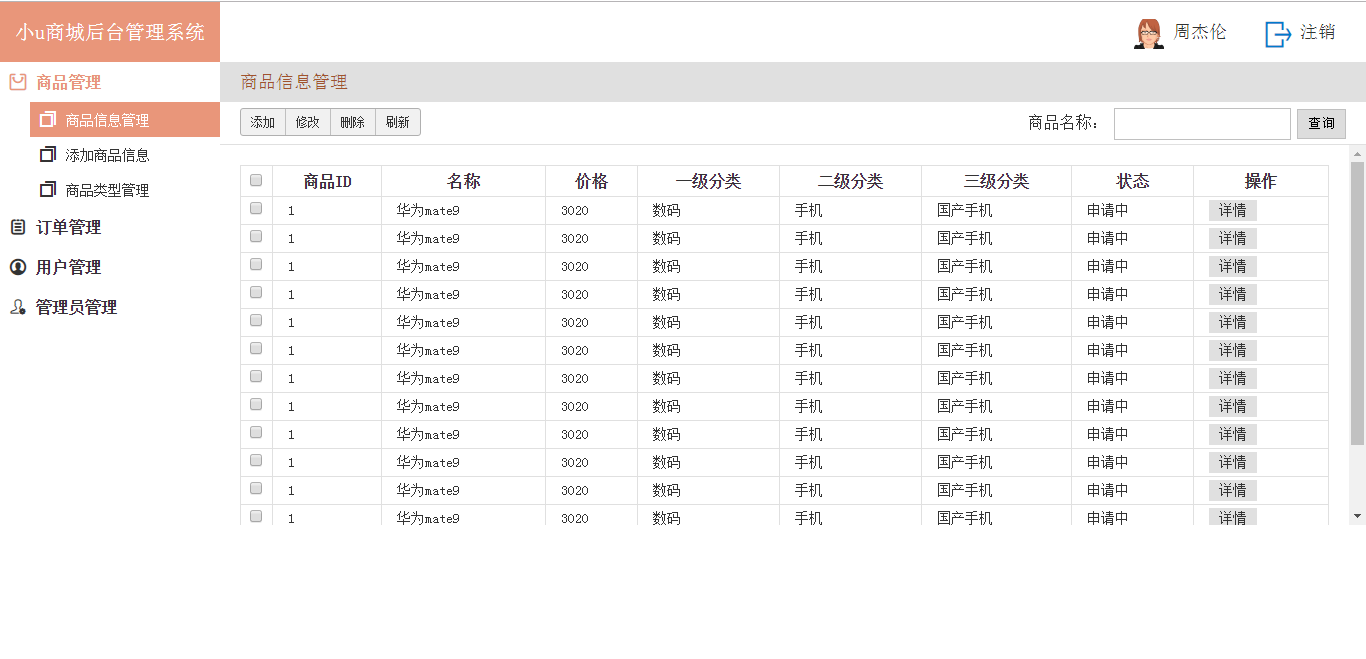 小u商城后台管理系统
周杰伦 注销
商品管理
商品信息管理
添加商品信息
商品类型管理
订单管理
用户管理
管理员管理
商品信息管理
添加 修改 删除 刷新 商品名称: 查询
商品ID 名称 价格 一级分类 二级分类 三级分类 状态 操作
1 华为mate9 3020 数码 手机 国产手机 申请中 详情
1 华为mate9 3020 数码 手机 国产手机 申请中 详情
1 华为mate9 3020 数码 手机 国产手机 申请中 详情
1 华为mate9 3020 数码 手机 国产手机 申请中 详情
1 华为mate9 3020 数码 手机 国产手机 申请中 详情
1 华为mate9 3020 数码 手机 国产手机 申请中 详情
1 华为mate9 3020 数码 手机 国产手机 申请中 详情
1 华为mate9 3020 数码 手机 国产手机 申请中 详情
1 华为mate9 3020 数码 手机 国产手机 申请中 详情
1 华为mate9 3020 数码 手机 国产手机 申请中 详情
1 华为mate9 3020 数码 手机 国产手机 申请中 详情
1 华为mate9 3020 数码 手机 国产手机 申请中 详情